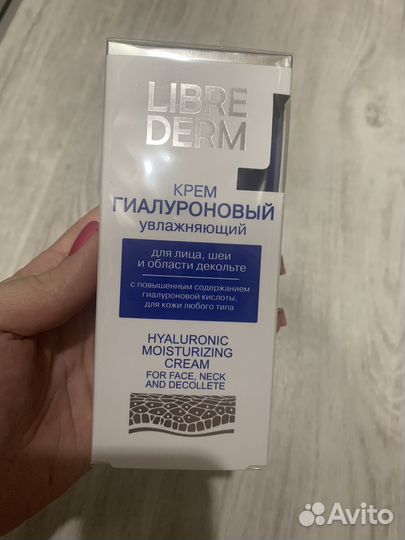 LIBRE
DERM
КРЕМ
ГИАЛУРОНОВЫЙ
увлажняющий
для лица, шеи
и области декольте
с повышенным содержанием
гиалуроновой кислоты,
для кожи любого типа
HYALURONIC
MOISTURIZING
CREAM
FOR FACE, NECK
AND DECOLLETE
Avito